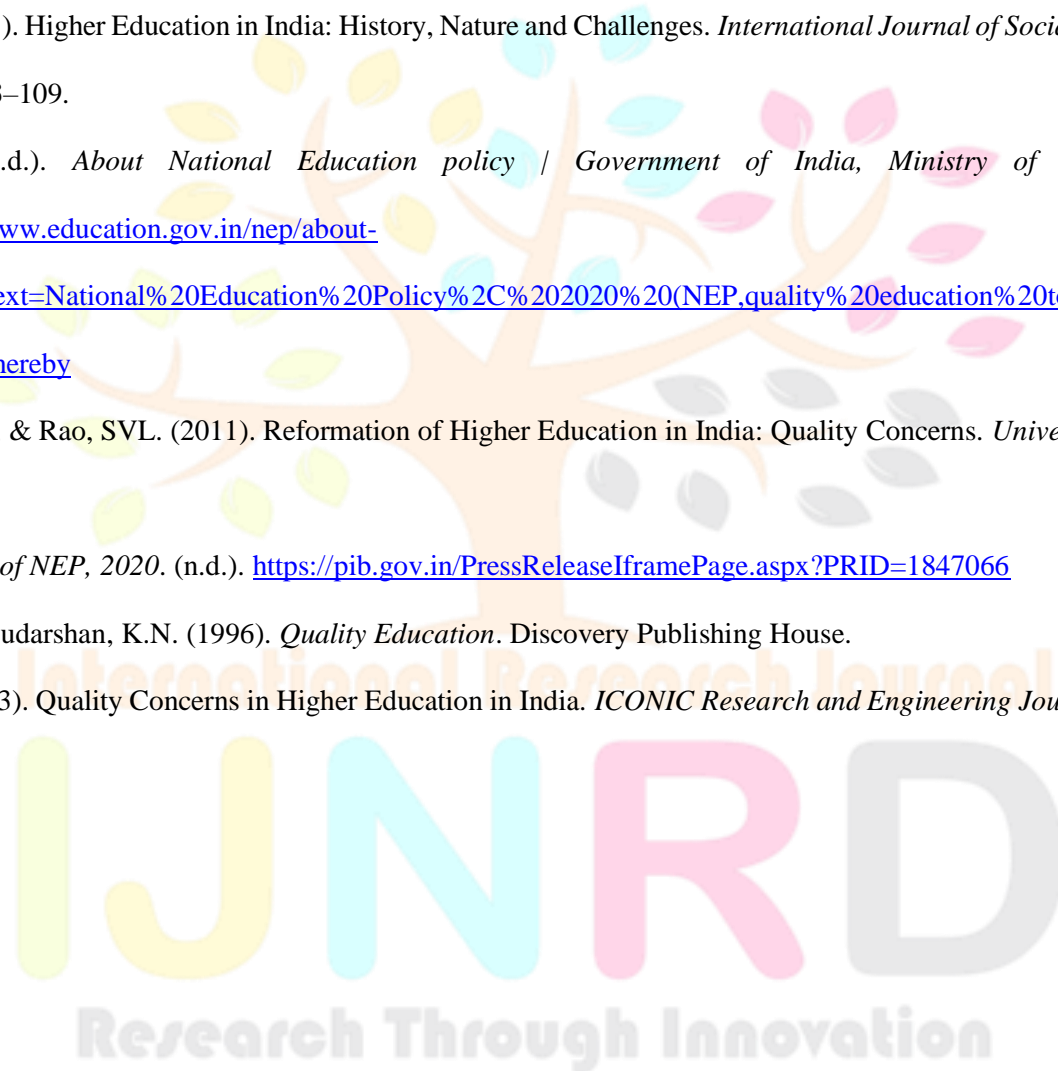 ). Higher Education in India: History, Nature and Challenges. International Journal of Socia
–109.
.d.). About National Education policy | Government of India, Ministry of
ww.education.gov.in/nep/about-
ext=National%20Education%20Policy%2C%202020%20(NEP,quality%20education%20t
hereby
& Rao, SVL. (2011). Reformation of Higher Education in India: Quality Concerns. Unive
of NEP, 2020. (n.d.). https://pib.gov.in/PressReleaseIframePage.aspx?PRID=1847066
udarshan, K.N. (1996). Quality Education. Discovery Publishing House.
International Research Journal
3). Quality Concerns in Higher Education in India. ICONIC Research and Engineering Jou
IJNRD
Research Through Innovation